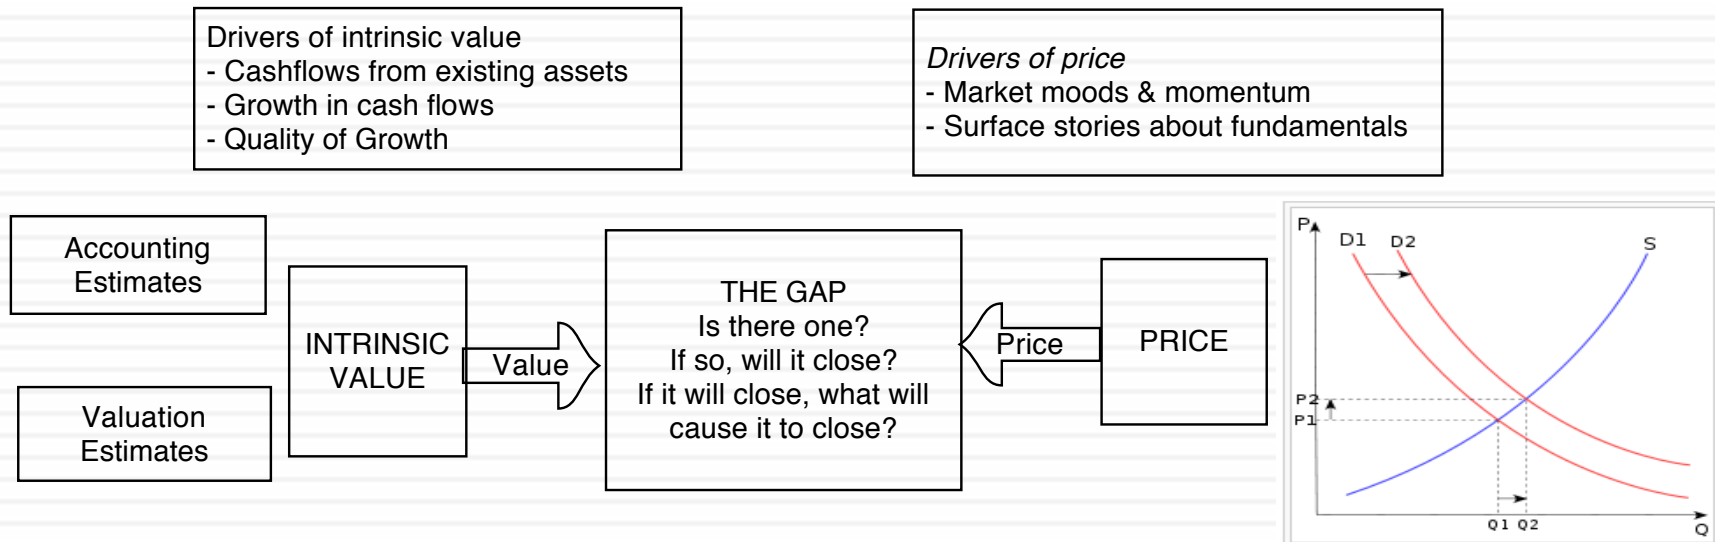 Drivers of intrinsic value
- Cashflows from existing assets
- Growth in cash flows
- Quality of Growth
Drivers of price
- Market moods & momentum
- Surface stories about fundamentals
Accounting
Estimates
Valuation
Estimates
INTRINSIC
VALUE
Value
THE GAP
Is there one?
If so, will it close?
If it will close, what will
cause it to close?
Price
PRICE
P
D1
D2
S
P2
P1
Q1
Q2
Q